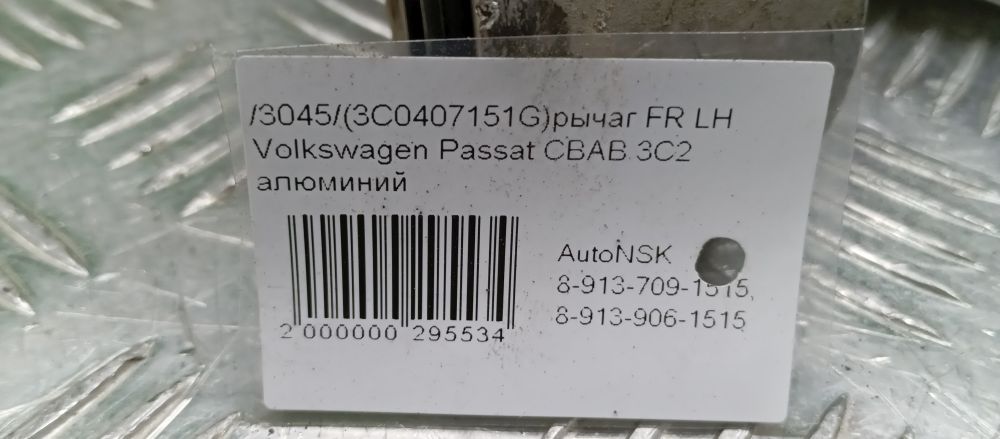 /3045/(3C0407151G)рычаг FR LH
Volkswagen Passat CBAB 3C2
алюминий
AutoNSK
8-913-709-1515,
8-913-906-1515
2 000000 295534